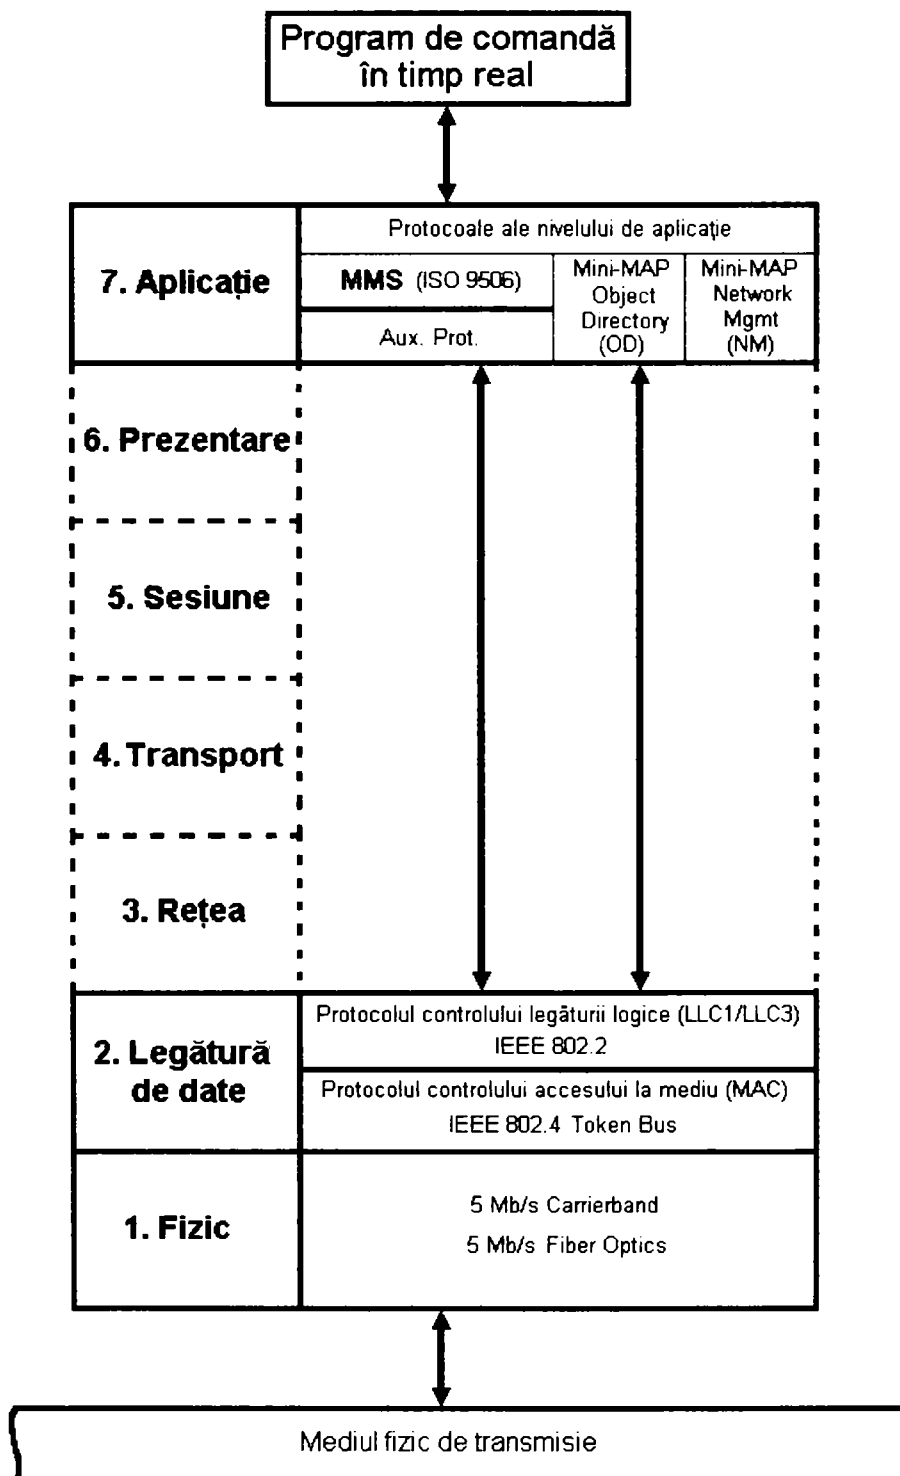 Program de comandă
în timp real
Protocoale ale nivelului de aplicație
7. Aplicație
MMS (ISO 9506)
Aux. Prot.
Mini-MAP
Object
Directory
(OD)
Mini-MAP
Network
Mgmt
(NM)
6. Prezentare
5. Sesiune
4. Transport
3. Rețea
2. Legătură
de date
Protocolul controlului legăturii logice (LLC1/LLC3)
IEEE 802.2
Protocolul controlului accesului la mediu (MAC)
IEEE 802.4 Token Bus
1. Fizic
5 Mb/s Carrierband
5 Mb/s Fiber Optics
Mediul fizic de transmisie